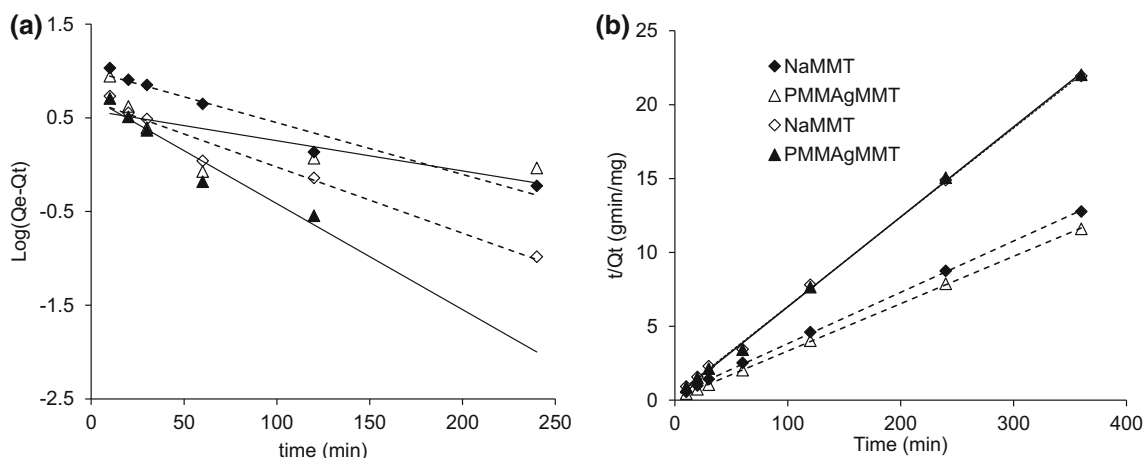 (a)
1.5
0.5
-0.5
-1.5
-2.5
Log(Qe-Qt)
0 50 100 150 200 250
time (min)
(b)
25
20
15
10
5
0
t/Qt (gmin/mg)
NaMMT
PMMAgMMT
NaMMT
PMMAgMMT
0 100 200 300 400
Time (min)